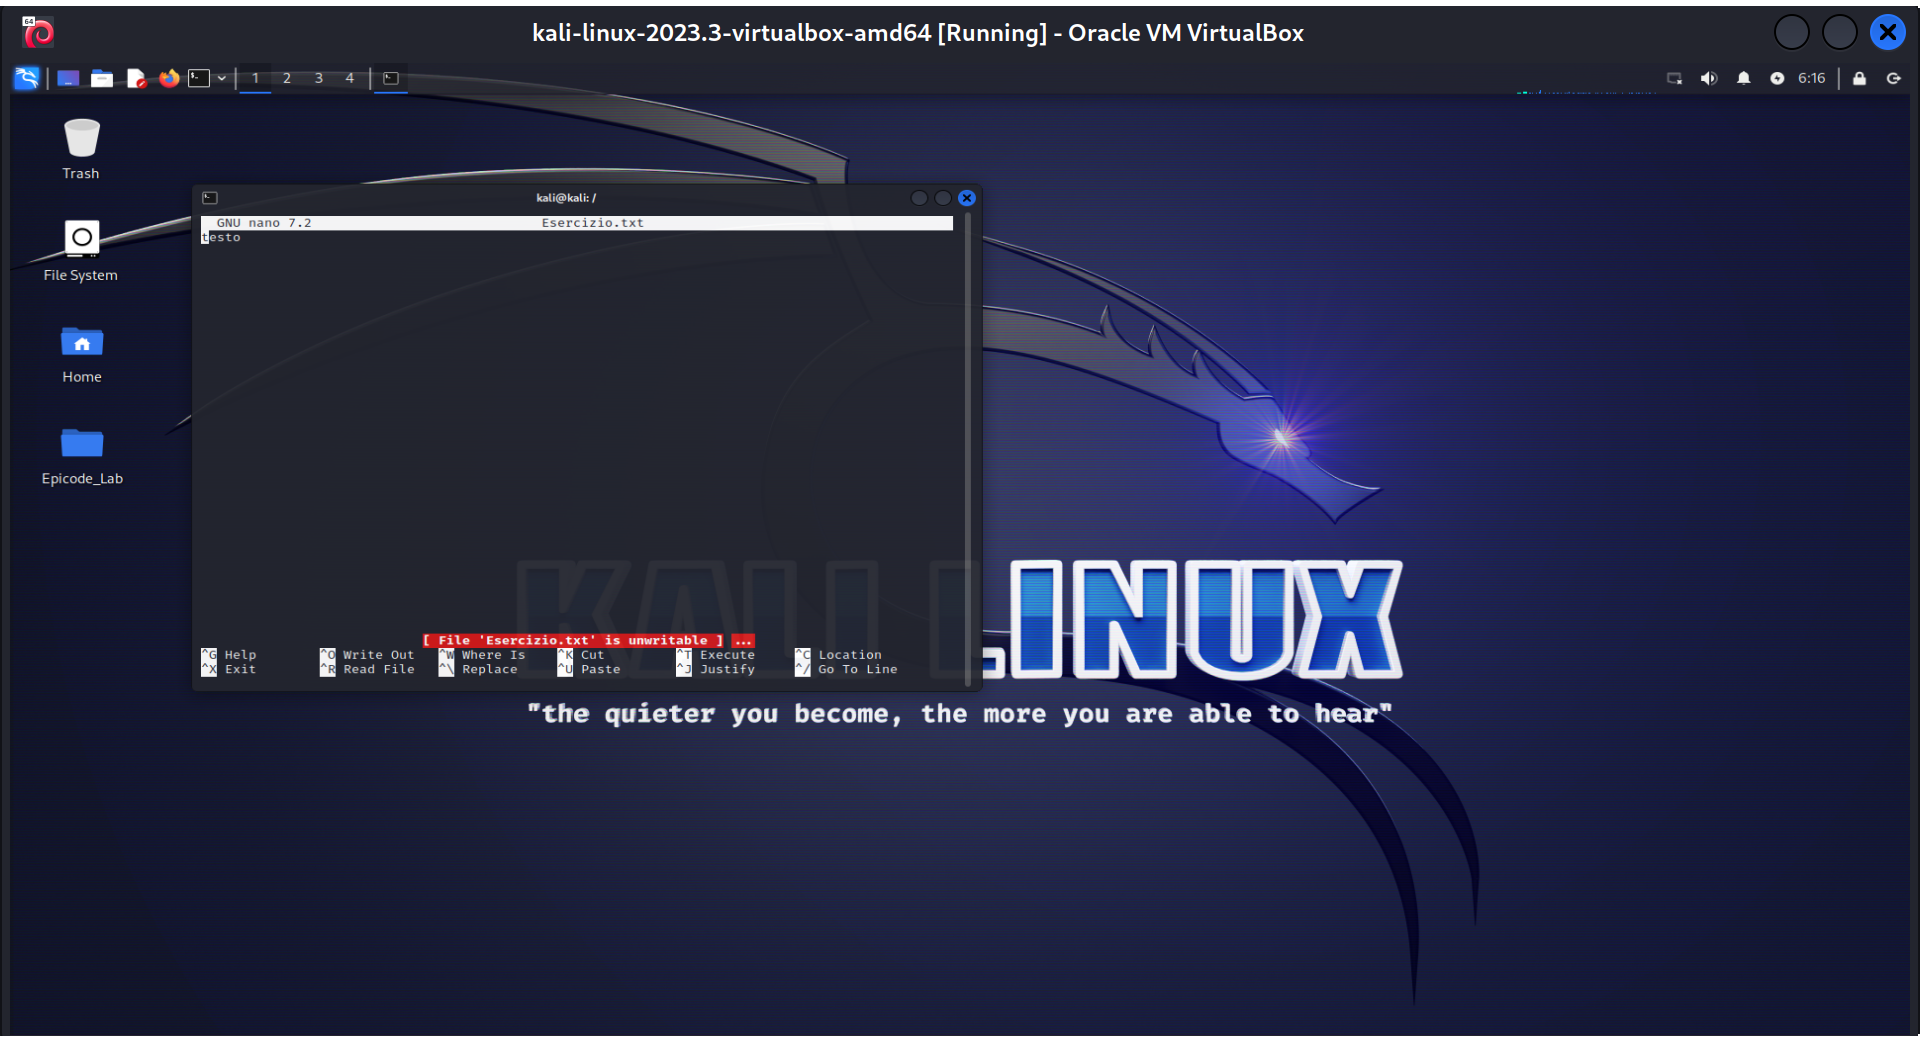 64
kali-linux-2023.3-virtualbox-amd64 [Running] - Oracle VM VirtualBox
1 2 3 4
6:16
Trash
File System
Home
Epicode_Lab
kali@kali: /
GNU nano 7.2 Esercizio.txt
testo
[ File 'Esercizio.txt' is unwritable ] ...
^G Help ^O Write Out ^W Where Is ^K Cut ^T Execute ^C Location
^X Exit ^R Read File ^\ Replace ^U Paste ^J Justify ^/ Go To Line
KALI LINUX
"the quieter you become, the more you are able to hear"